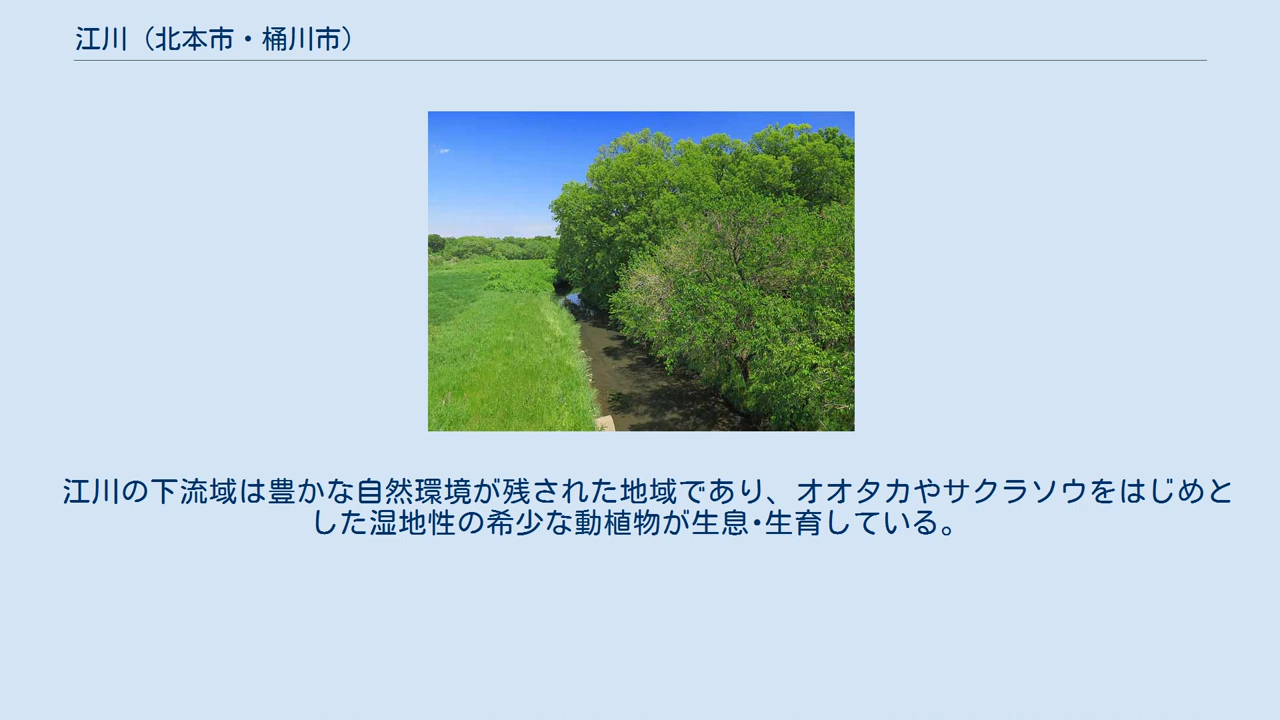 江川（北本市・桶川市）
江川の下流域は豊かな自然環境が残された地域であり、オオタカやサクラソウをはじめと
した湿地性の希少な動植物が生息･生育している。